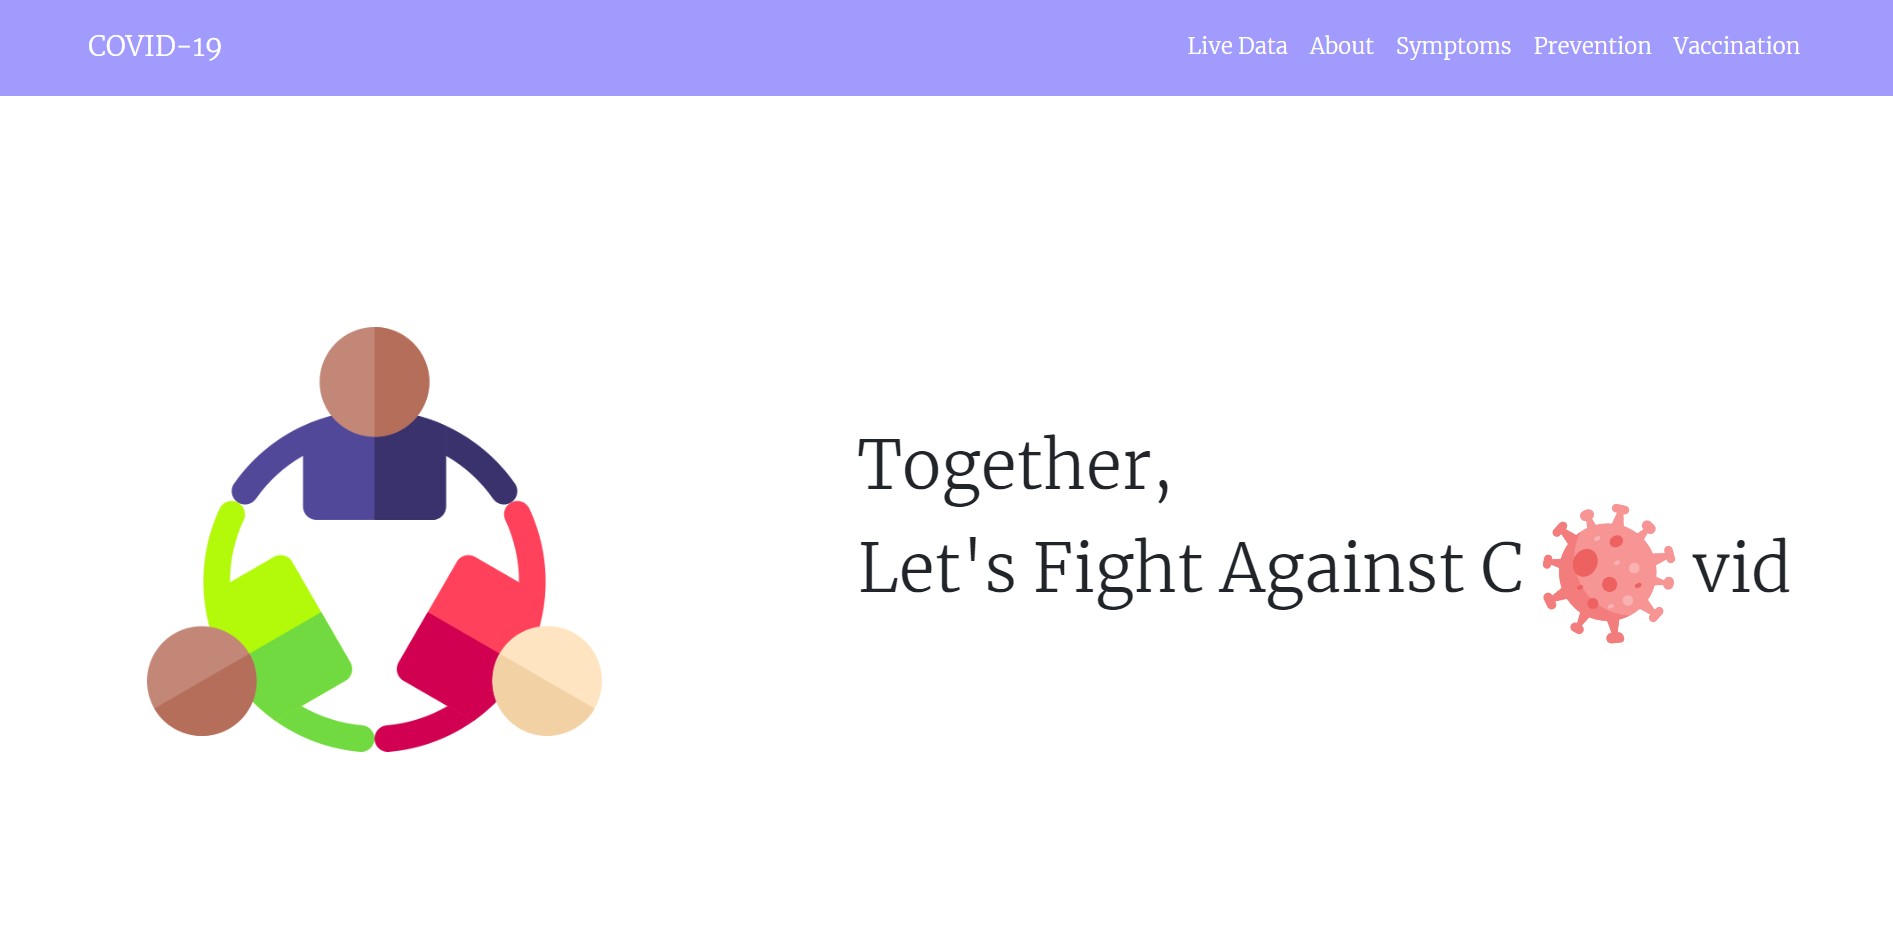 COVID-19
Live Data About Symptoms Prevention Vaccination
Together,
Let's Fight Against C vid